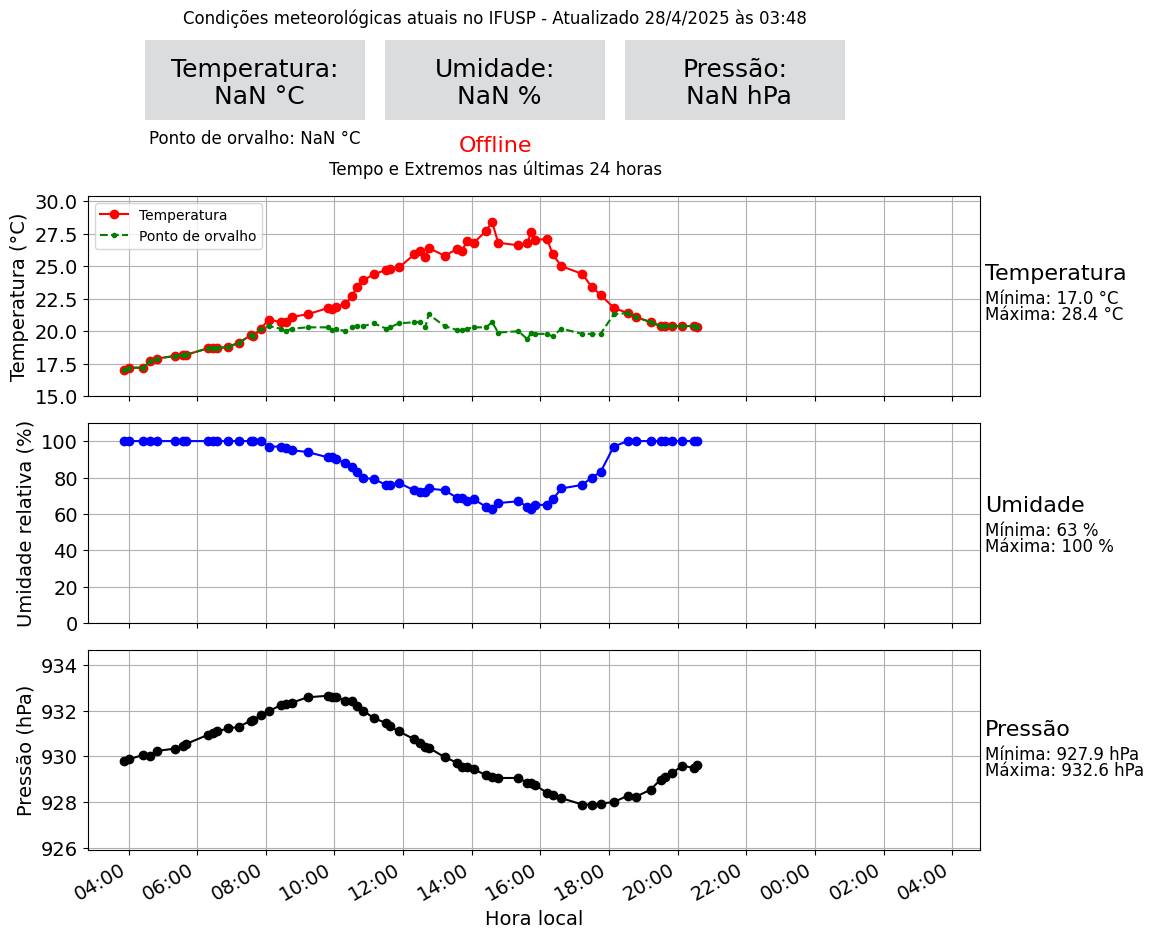 Condições meteorológicas atuais no IFUSP - Atualizado 28/4/2025 às 03:48
Temperatura:
NaN °C
Umidade:
NaN %
Pressão:
NaN hPa
Ponto de orvalho: NaN °C
Offline
Tempo e Extremos nas últimas 24 horas
Temperatura (°C)
30.0
27.5
25.0
22.5
20.0
17.5
15.0
Temperatura
Ponto de orvalho
Temperatura
Mínima: 17.0 °C
Máxima: 28.4 °C
Umidade relativa (%)
100
80
60
40
20
0
Umidade
Mínima: 63 %
Máxima: 100 %
Pressão (hPa)
934
932
930
928
926
Pressão
Mínima: 927.9 hPa
Máxima: 932.6 hPa
04:00 06:00 08:00 10:00 12:00 14:00 16:00 18:00 20:00 22:00 00:00 02:00 04:00
Hora local